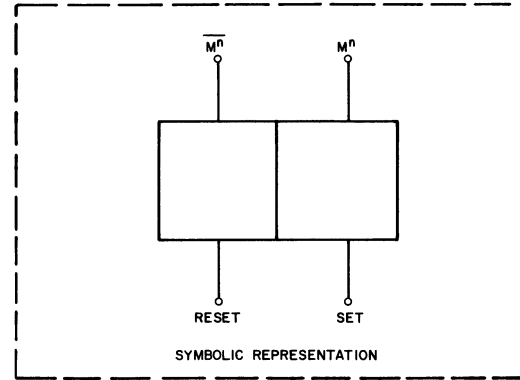 M̅ⁿ̅ Mⁿ
RESET SET
SYMBOLIC REPRESENTATION